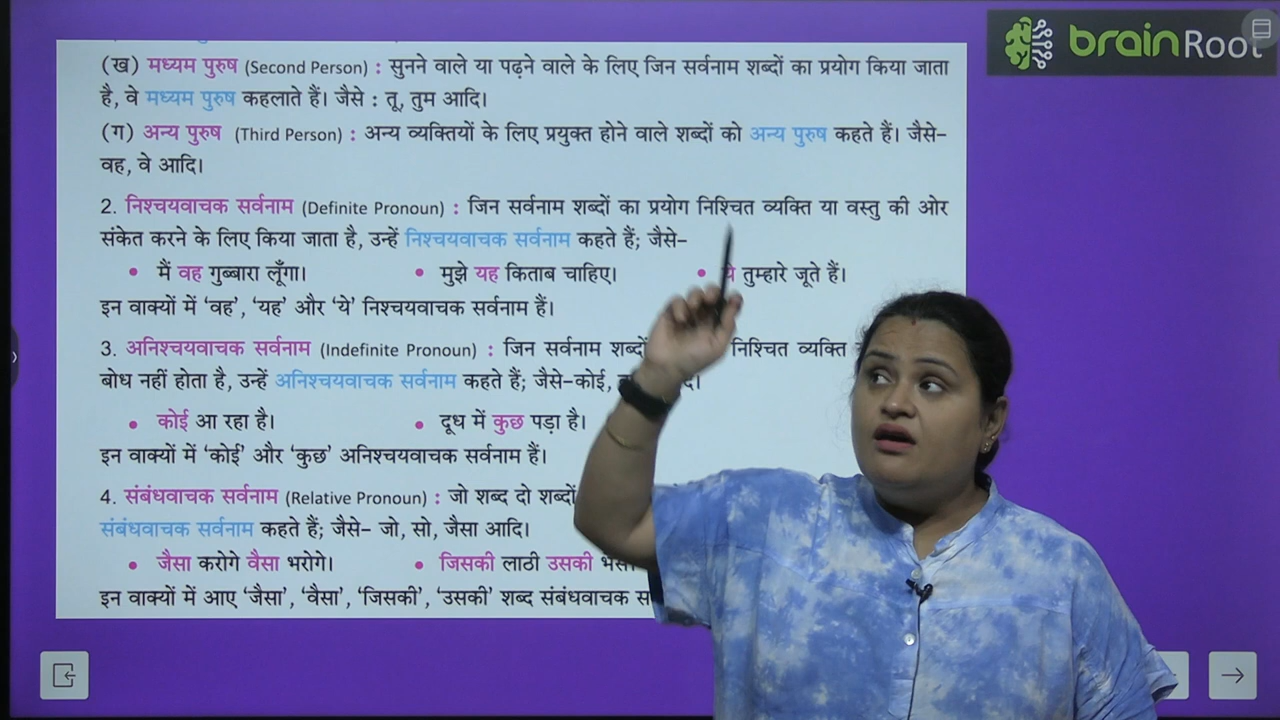 (ख) मध्यम पुरुष (Second Person) : सुनने वाले या पढ़ने वाले के लिए जिन सर्वनाम शब्दों का प्रयोग किया जाता
है, वे मध्यम पुरुष कहलाते हैं। जैसे : तू, तुम आदि।
(ग) अन्य पुरुष (Third Person) : अन्य व्यक्तियों के लिए प्रयुक्त होने वाले शब्दों को अन्य पुरुष कहते हैं। जैसे–
वह, वे आदि।
2. निश्चयवाचक सर्वनाम (Definite Pronoun) : जिन सर्वनाम शब्दों का प्रयोग निश्चित व्यक्ति या वस्तु की ओर
संकेत करने के लिए किया जाता है, उन्हें निश्चयवाचक सर्वनाम कहते हैं; जैसे–
• मैं वह गुब्बारा लूँगा। • मुझे यह किताब चाहिए। • ये तुम्हारे जूते हैं।
इन वाक्यों में ‘वह’, ‘यह’ और ‘ये’ निश्चयवाचक सर्वनाम हैं।
3. अनिश्चयवाचक सर्वनाम (Indefinite Pronoun) : जिन सर्वनाम निश्चित व्यक्ति
बोध नहीं होता है, उन्हें अनिश्चयवाचक सर्वनाम कहते हैं; जैसे–कोई,
• कोई आ रहा है। • दूध में कुछ पड़ा है।
इन वाक्यों में ‘कोई’ और ‘कुछ’ अनिश्चयवाचक सर्वनाम हैं।
4. संबंधवाचक सर्वनाम (Relative Pronoun) : जो शब्द दो शब्दों
संबंधवाचक सर्वनाम कहते हैं; जैसे– जो, सो, जैसा आदि।
• जैसा करोगे वैसा भरोगे। • जिसकी लाठी उसकी
इन वाक्यों में आए ‘जैसा’, ‘वैसा’, ‘जिसकी’, ‘उसकी’ शब्द संबंधवाचक
brainRoot